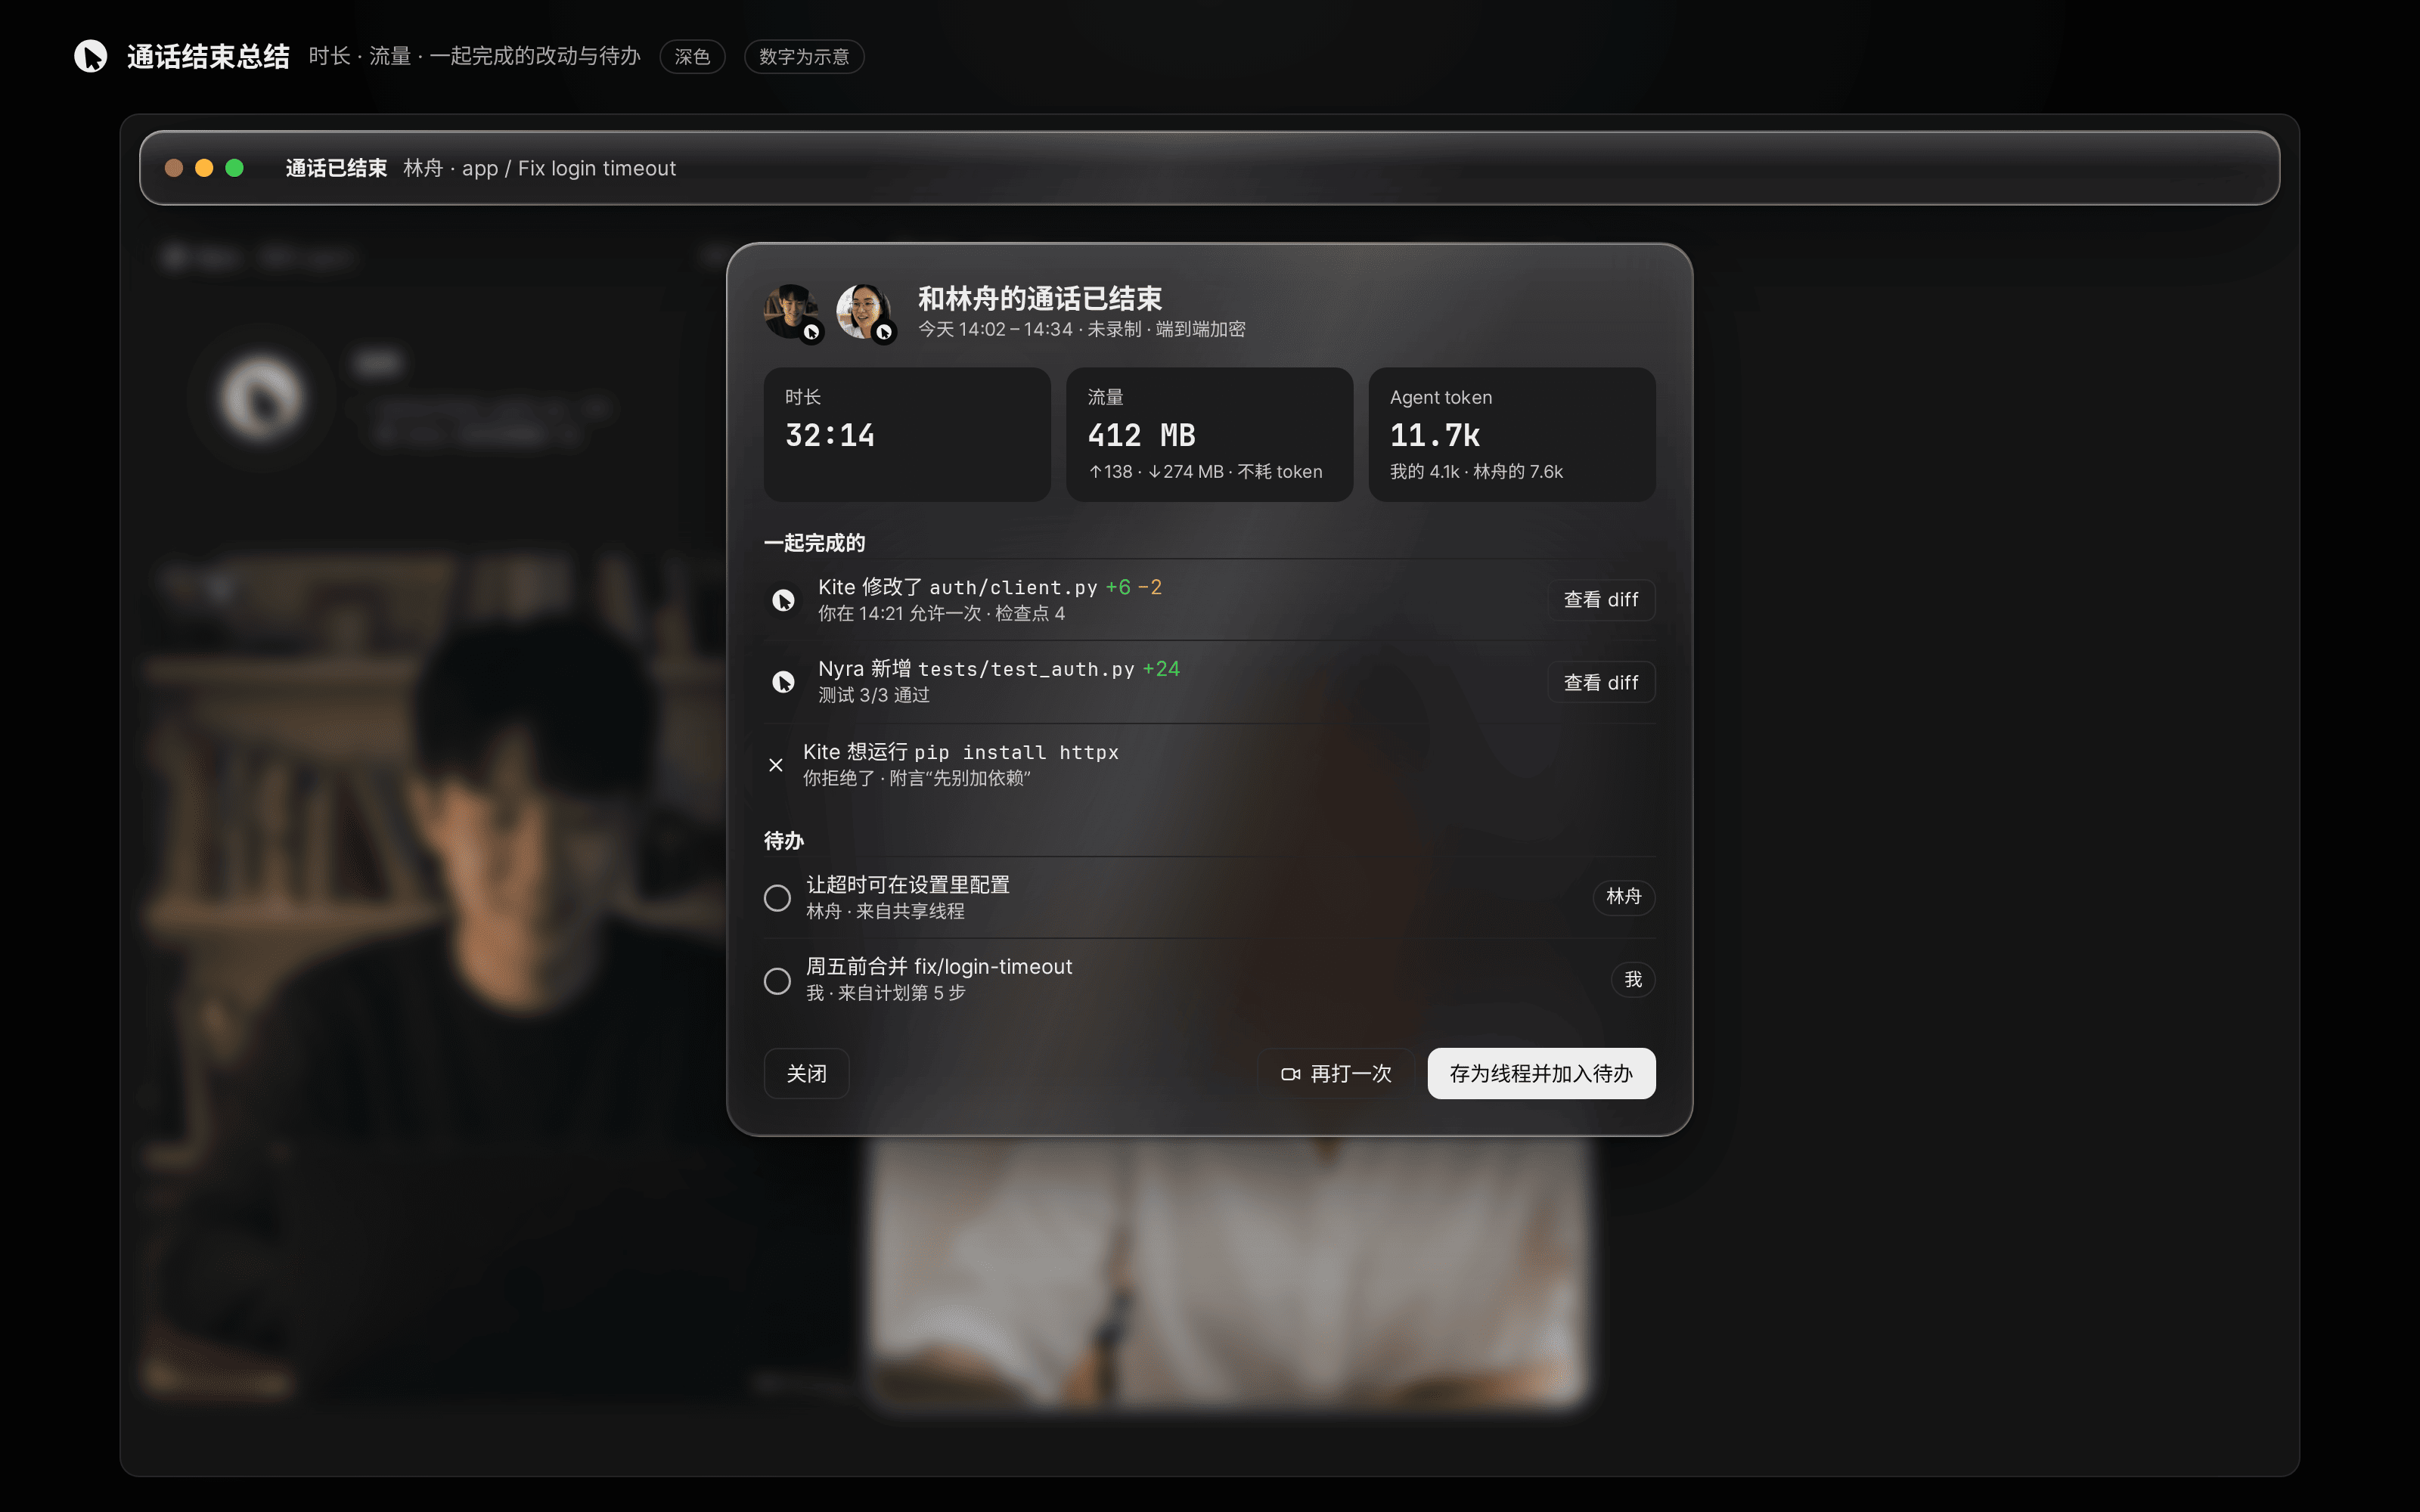 通话结束总结 时长 · 流量 · 一起完成的改动与待办 深色 数字为示意
通话已结束 林舟 · app / Fix login timeout
和林舟的通话已结束
今天 14:02 – 14:34 · 未录制 · 端到端加密
时长
32:14
流量
412 MB
↑138 · ↓274 MB · 不耗 token
Agent token
11.7k
我的 4.1k · 林舟的 7.6k
一起完成的
Kite 修改了 auth/client.py +6 −2
你在 14:21 允许一次 · 检查点 4
查看 diff
Nyra 新增 tests/test_auth.py +24
测试 3/3 通过
查看 diff
Kite 想运行 pip install httpx
你拒绝了 · 附言“先别加依赖”
待办
让超时可在设置里配置
林舟 · 来自共享线程
林舟
周五前合并 fix/login-timeout
我 · 来自计划第 5 步
我
关闭 再打一次 存为线程并加入待办